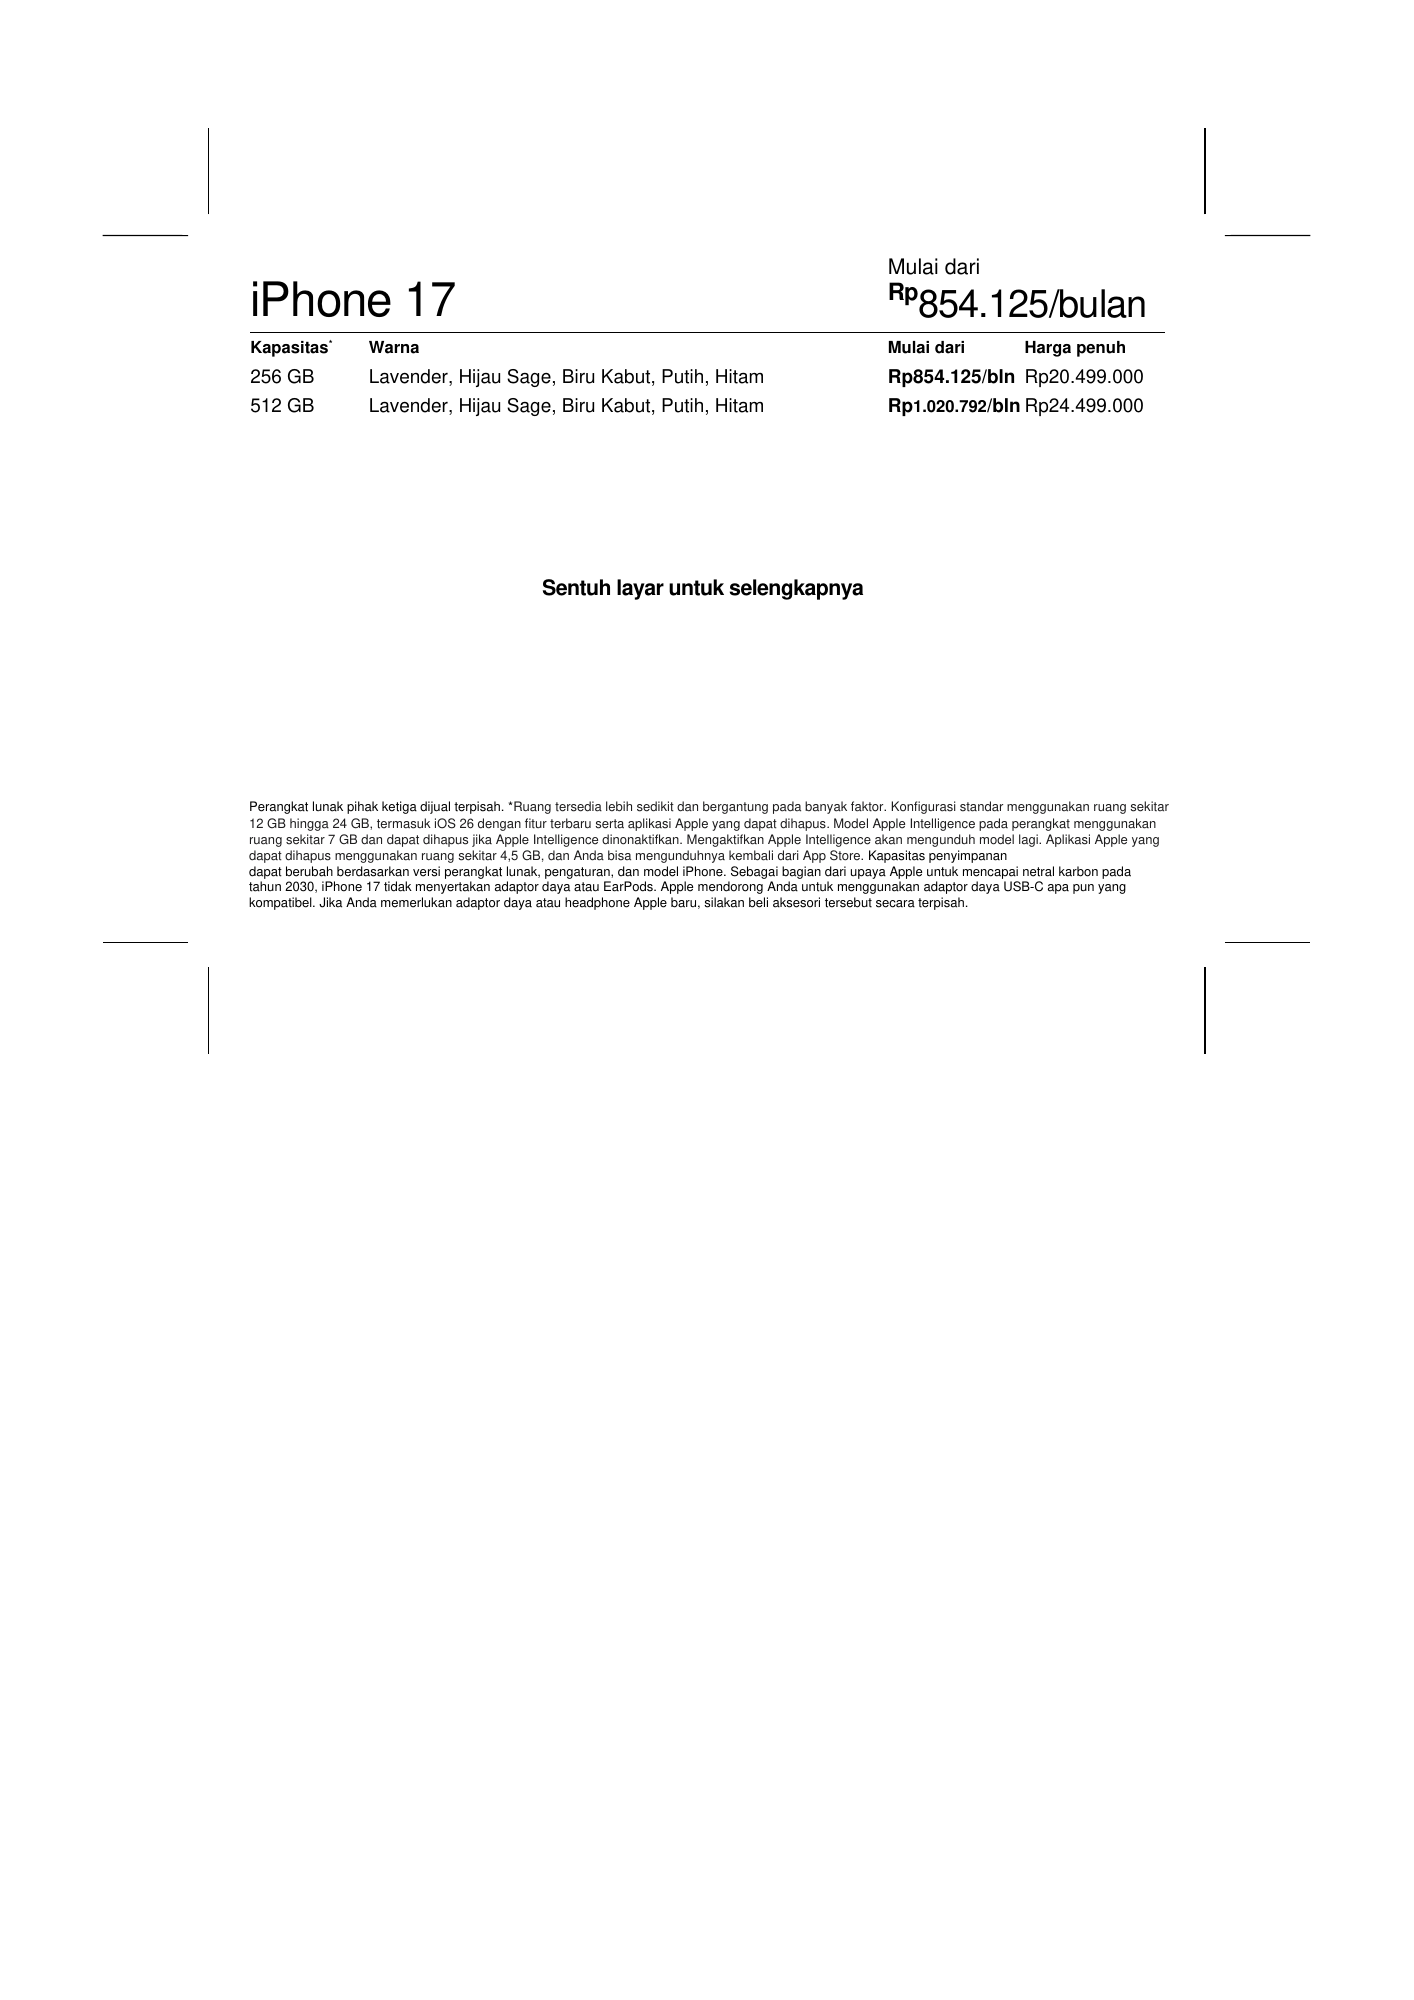 Mulai dari
iPhone 17 Rp854.125/bulan
Kapasitas* Warna Mulai dari Harga penuh
256 GB Lavender, Hijau Sage, Biru Kabut, Putih, Hitam Rp854.125/bln Rp20.499.000
512 GB Lavender, Hijau Sage, Biru Kabut, Putih, Hitam Rp1.020.792/bln Rp24.499.000
Sentuh layar untuk selengkapnya
Perangkat lunak pihak ketiga dijual terpisah. *Ruang tersedia lebih sedikit dan bergantung pada banyak faktor. Konfigurasi standar menggunakan ruang sekitar
12 GB hingga 24 GB, termasuk iOS 26 dengan fitur terbaru serta aplikasi Apple yang dapat dihapus. Model Apple Intelligence pada perangkat menggunakan
ruang sekitar 7 GB dan dapat dihapus jika Apple Intelligence dinonaktifkan. Mengaktifkan Apple Intelligence akan mengunduh model lagi. Aplikasi Apple yang
dapat dihapus menggunakan ruang sekitar 4,5 GB, dan Anda bisa mengunduhnya kembali dari App Store. Kapasitas penyimpanan
dapat berubah berdasarkan versi perangkat lunak, pengaturan, dan model iPhone. Sebagai bagian dari upaya Apple untuk mencapai netral karbon pada
tahun 2030, iPhone 17 tidak menyertakan adaptor daya atau EarPods. Apple mendorong Anda untuk menggunakan adaptor daya USB-C apa pun yang
kompatibel. Jika Anda memerlukan adaptor daya atau headphone Apple baru, silakan beli aksesori tersebut secara terpisah.